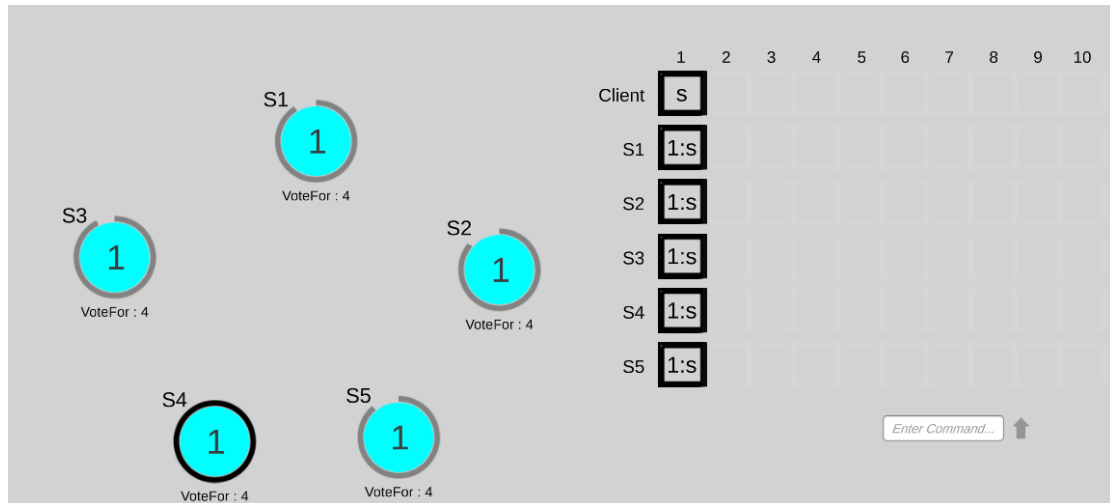 S1
1
VoteFor : 4
S3
1
VoteFor : 4
S2
1
VoteFor : 4
S4
1
VoteFor : 4
S5
1
VoteFor : 4
1 2 3 4 5 6 7 8 9 10
Client s
S1 1:s
S2 1:s
S3 1:s
S4 1:s
S5 1:s
Enter Command...